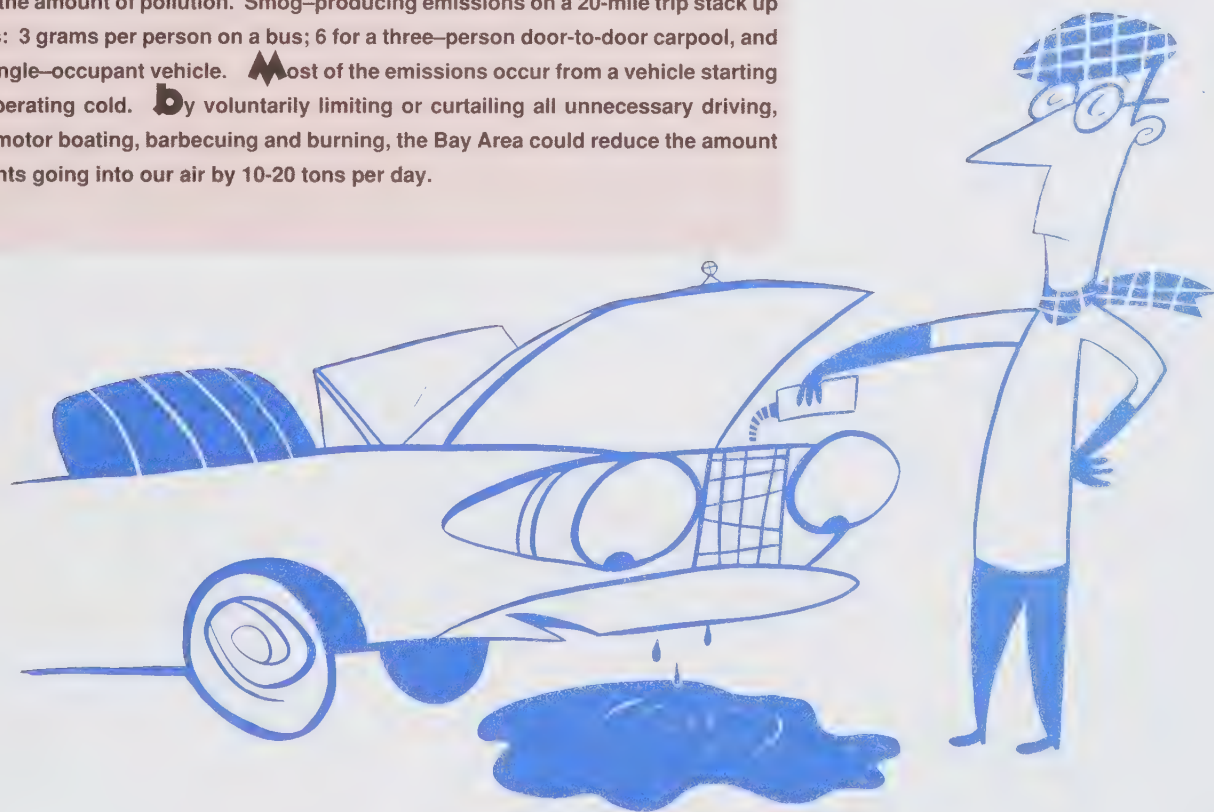 the amount of pollution. Smog–producing emissions on a 20-mile trip stack up
: 3 grams per person on a bus; 6 for a three–person door-to-door carpool, and
ngle–occupant vehicle. Most of the emissions occur from a vehicle starting
perating cold. By voluntarily limiting or curtailing all unnecessary driving,
motor boating, barbecuing and burning, the Bay Area could reduce the amount
nts going into our air by 10-20 tons per day.